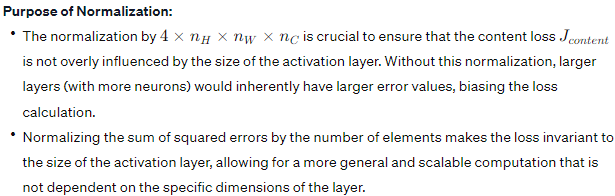 Purpose of Normalization:
• The normalization by 4 × n_H × n_W × n_C is crucial to ensure that the content loss J_content
is not overly influenced by the size of the activation layer. Without this normalization, larger
layers (with more neurons) would inherently have larger error values, biasing the loss
calculation.
• Normalizing the sum of squared errors by the number of elements makes the loss invariant to
the size of the activation layer, allowing for a more general and scalable computation that is
not dependent on the specific dimensions of the layer.